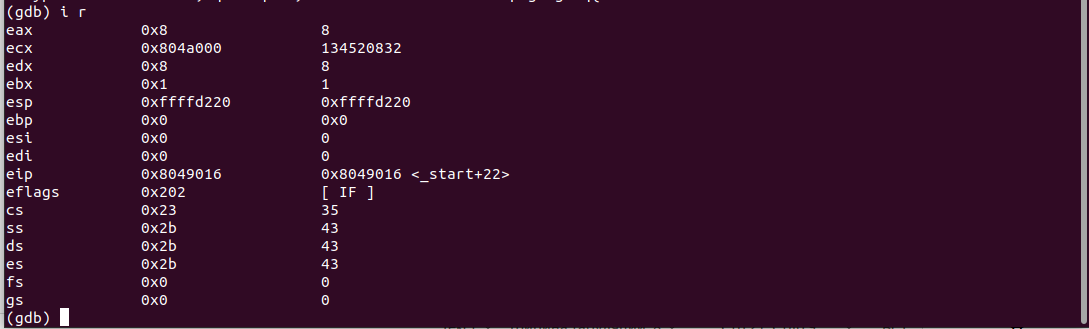 (gdb) i r
eax 0x8 8
ecx 0x804a000 134520832
edx 0x8 8
ebx 0x1 1
esp 0xffffd220 0xffffd220
ebp 0x0 0x0
esi 0x0 0
edi 0x0 0
eip 0x8049016 0x8049016 <_start+22>
eflags 0x202 [ IF ]
cs 0x23 35
ss 0x2b 43
ds 0x2b 43
es 0x2b 43
fs 0x0 0
gs 0x0 0
(gdb)